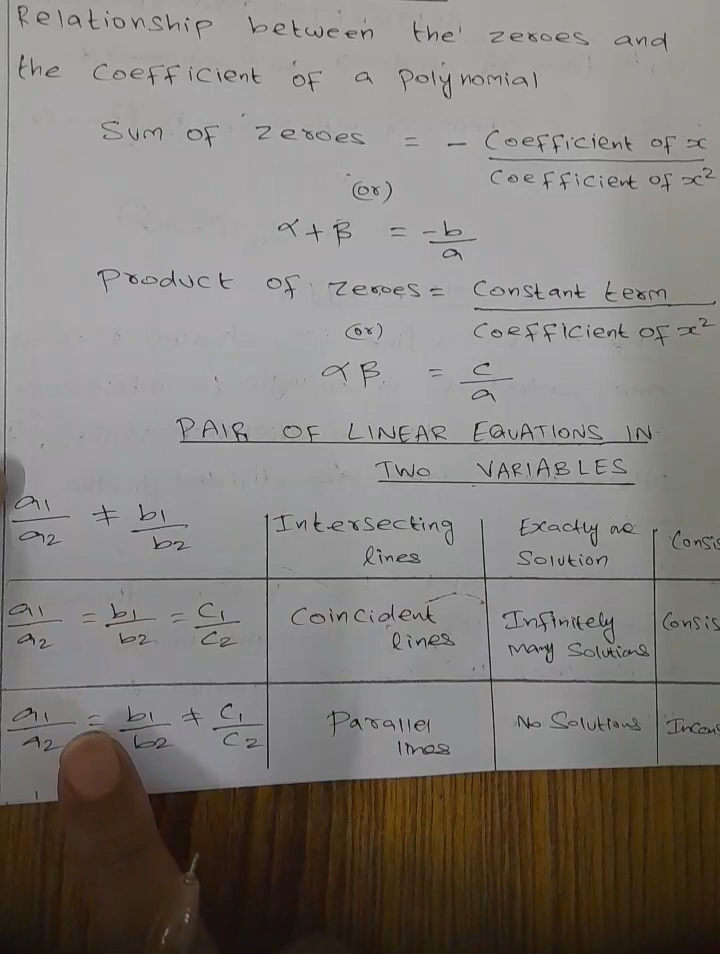 Relationship between the zeroes and
the coefficient of a polynomial
Sum of zeroes = - Coefficient of x
Coefficient of x²
(or)
α + β = -b/a
Product of zeroes = Constant term
Coefficient of x²
(or)
αβ = c/a
PAIR OF LINEAR EQUATIONS IN
TWO VARIABLES
a1/a2 ≠ b1/b2 Intersecting lines Exactly one Solution Consis
a1/a2 = b1/b2 = C1/C2 Coincident lines Infinitely many Solutions Consis
a1/a2 = b1/b2 ≠ C1/C2 Parallel lines No Solutions Incons